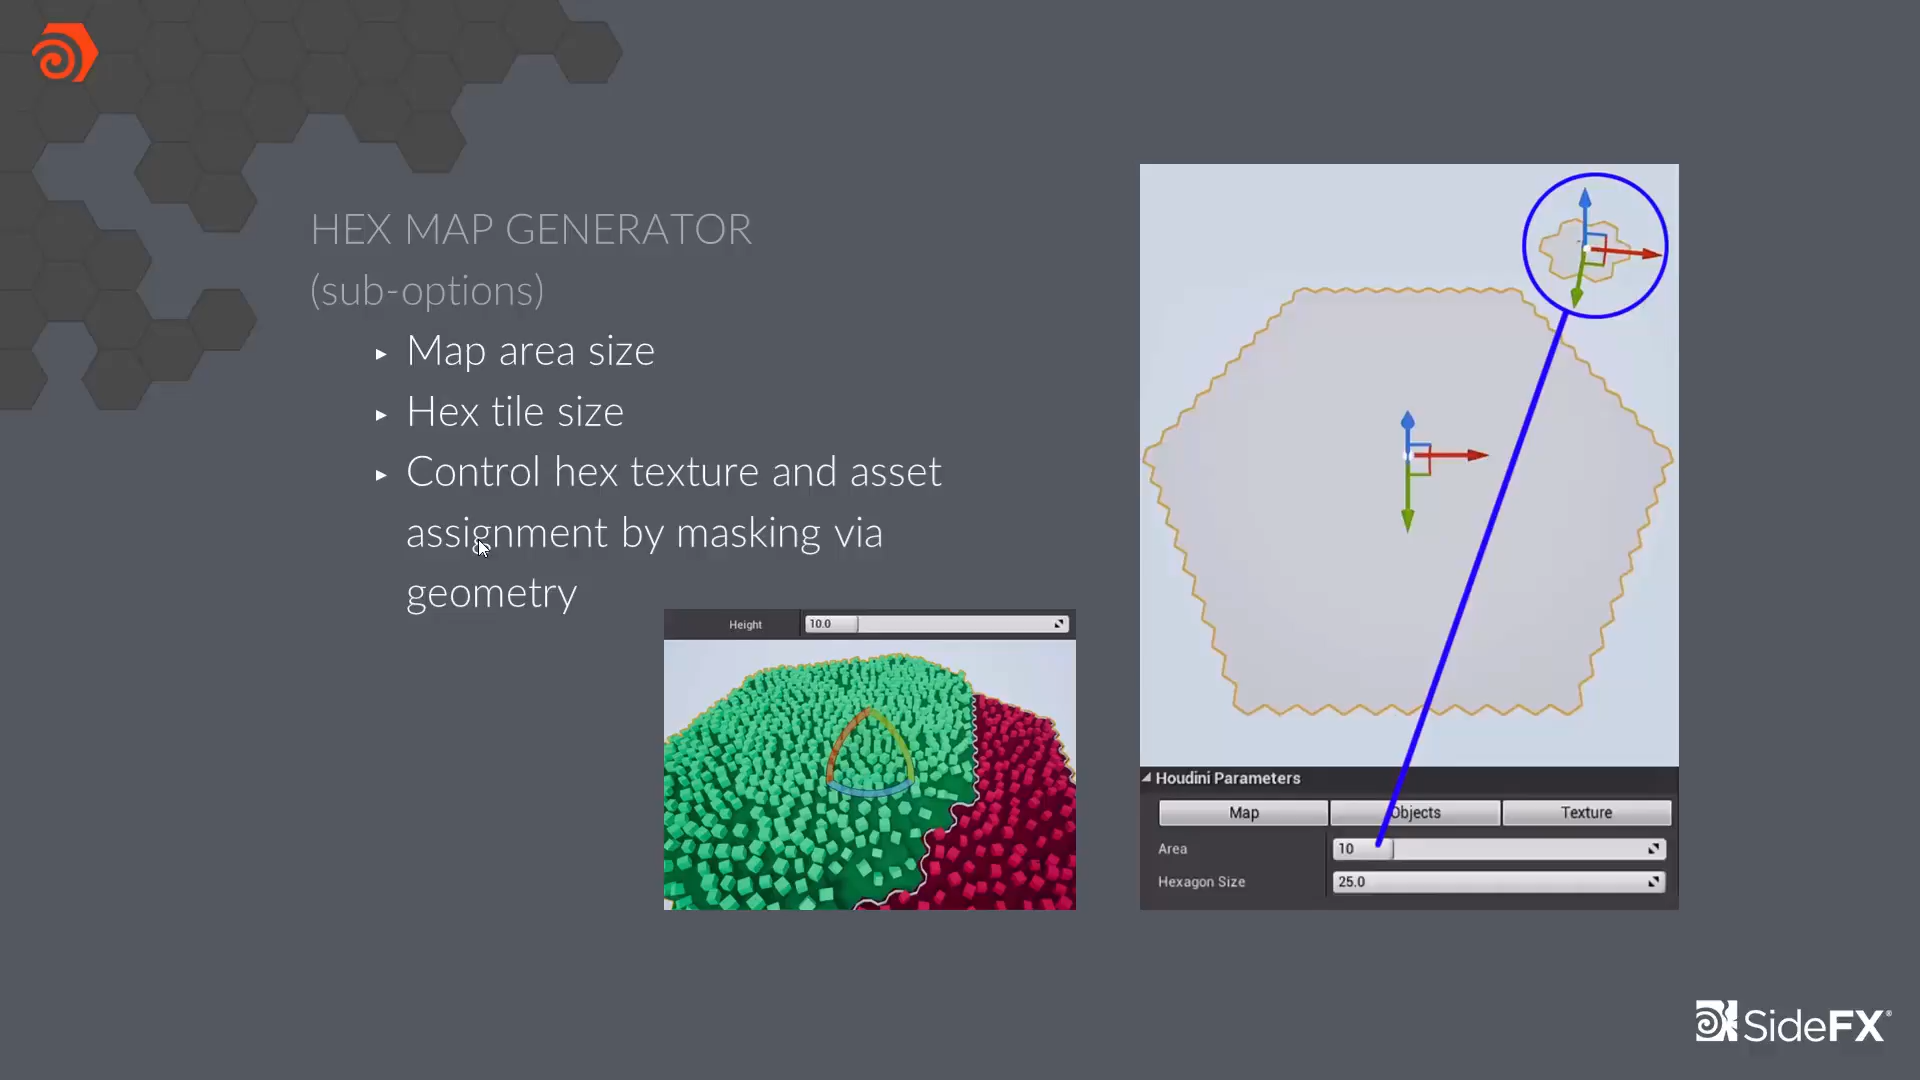 HEX MAP GENERATOR
(sub-options)
▸ Map area size
▸ Hex tile size
▸ Control hex texture and asset
assignment by masking via
geometry
Height 10.0
Houdini Parameters
Map Objects Texture
Area 10
Hexagon Size 25.0
SideFX®